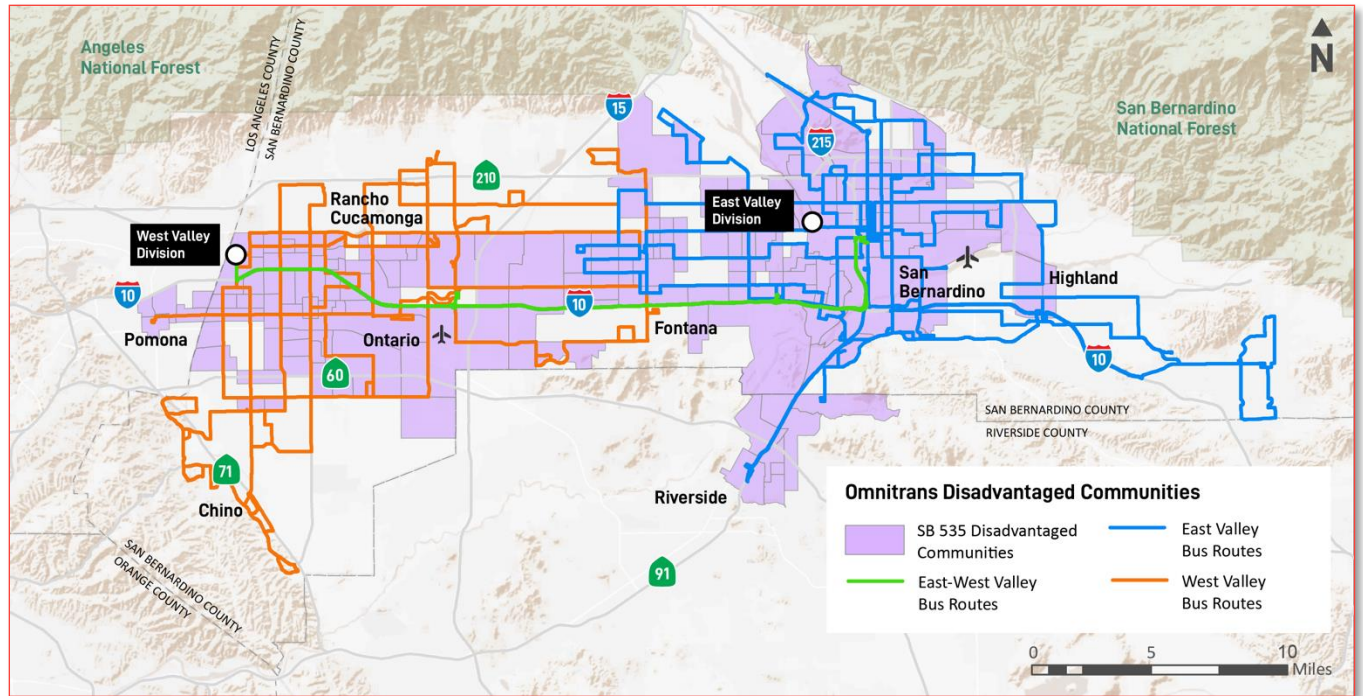 Angeles
National Forest
LOS ANGELES COUNTY
SAN BERNARDINO COUNTY
N
San Bernardino
National Forest
15
215
210
Rancho
Cucamonga
West Valley
Division
East Valley
Division
10
Pomona
Ontario
10
Fontana
San
Bernardino
Highland
60
10
SAN BERNARDINO COUNTY
RIVERSIDE COUNTY
71
Chino
Riverside
91
SAN BERNARDINO COUNTY
ORANGE COUNTY
Omnitrans Disadvantaged Communities
SB 535 Disadvantaged
Communities
East Valley
Bus Routes
East-West Valley
Bus Routes
West Valley
Bus Routes
0 5 10
Miles